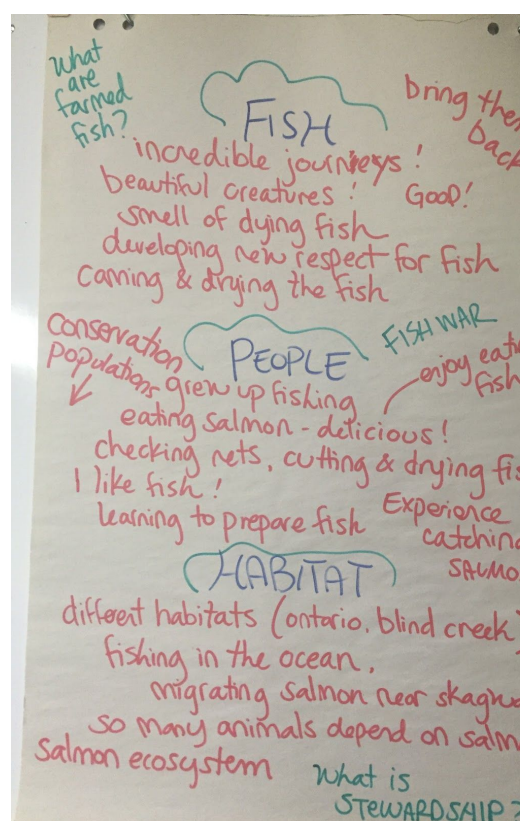 What
are
farmed
fish?
FISH
bring them
back
incredible journeys!
beautiful creatures!
GOOD!
smell of dying fish
developing new respect for fish
canning & drying the fish
conservation
populations
PEOPLE
FISH WAR
enjoy eating
fish
grew up fishing
eating salmon - delicious!
checking nets, cutting & drying fis
I like fish!
learning to prepare fish
Experience
catching
SALMO
HABITAT
different habitats (ontario, blind creek)
fishing in the ocean,
migrating salmon near skagwa
so many animals depend on salm
salmon ecosystem
What is
STEWARDSHIP?